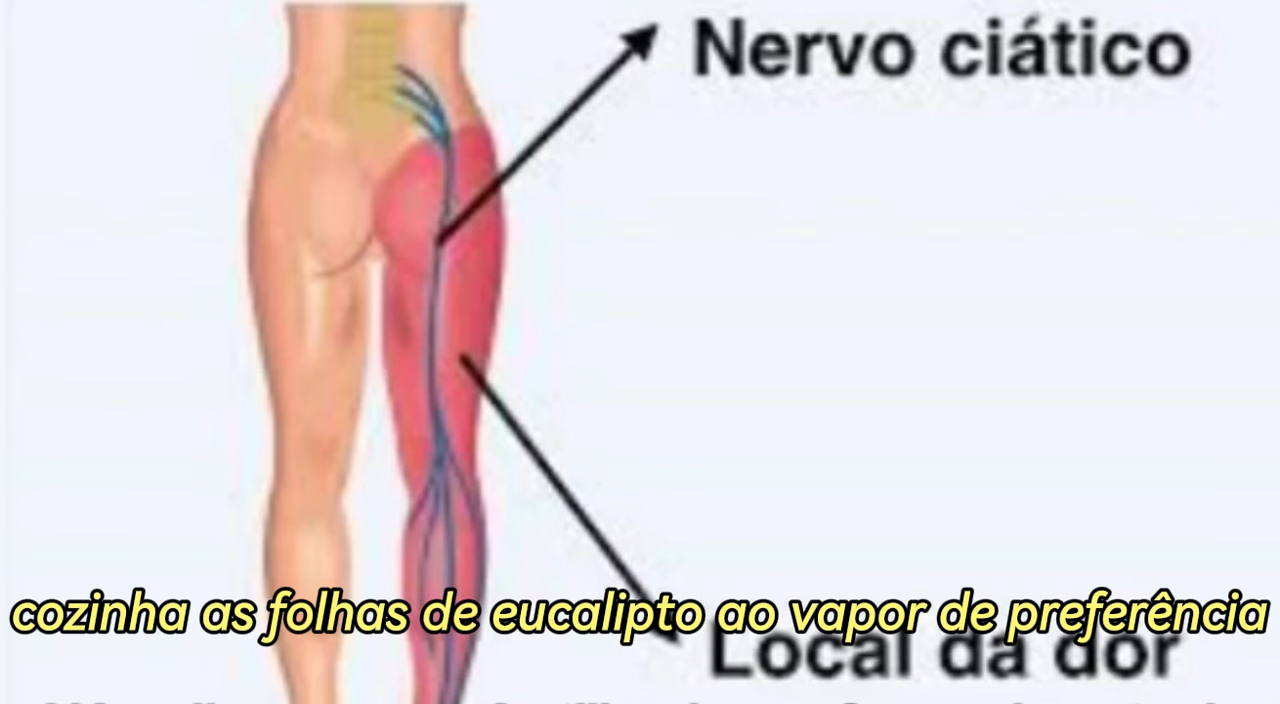 Nervo ciático
cozinha as folhas de eucalipto ao vapor de preferência
Local da dor